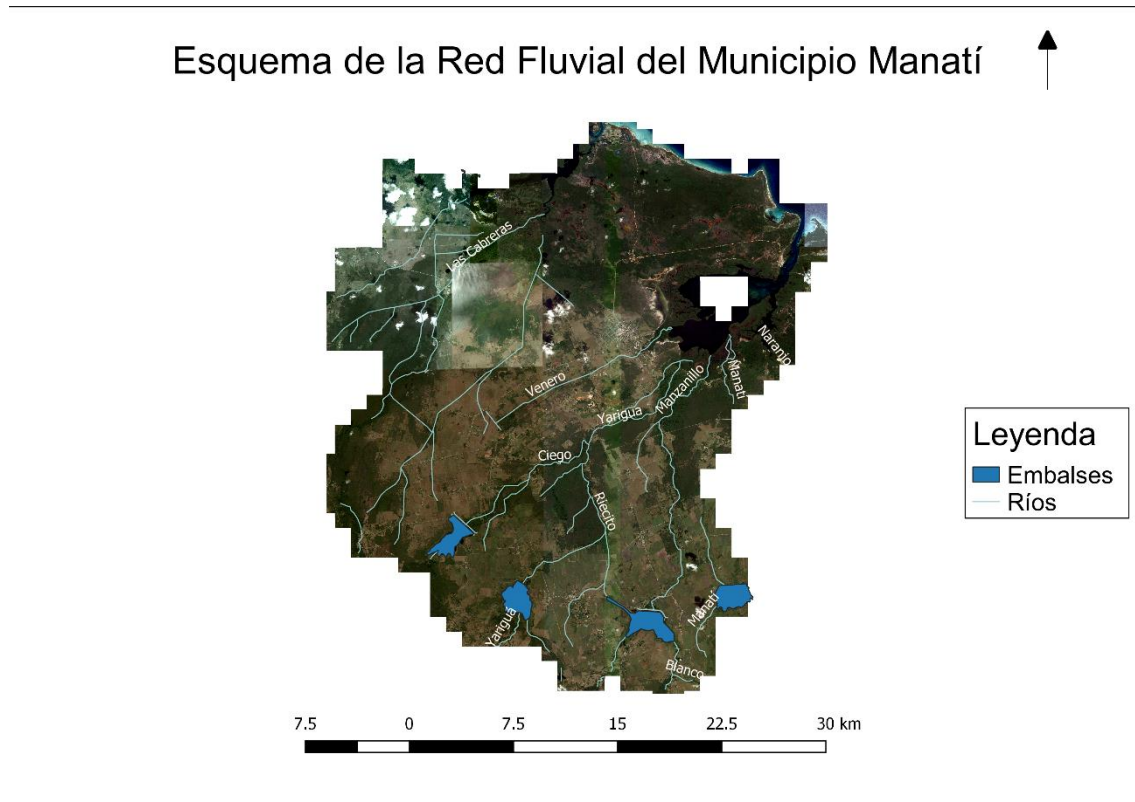 Esquema de la Red Fluvial del Municipio Manatí
Las Cabreras
Naranjo
Manatí
Venero
Manzanillo
Yarigua
Ciego
Riecito
Yariguá
Manatí
Blanco
Leyenda
Embalses
Ríos
7.5 0 7.5 15 22.5 30 km